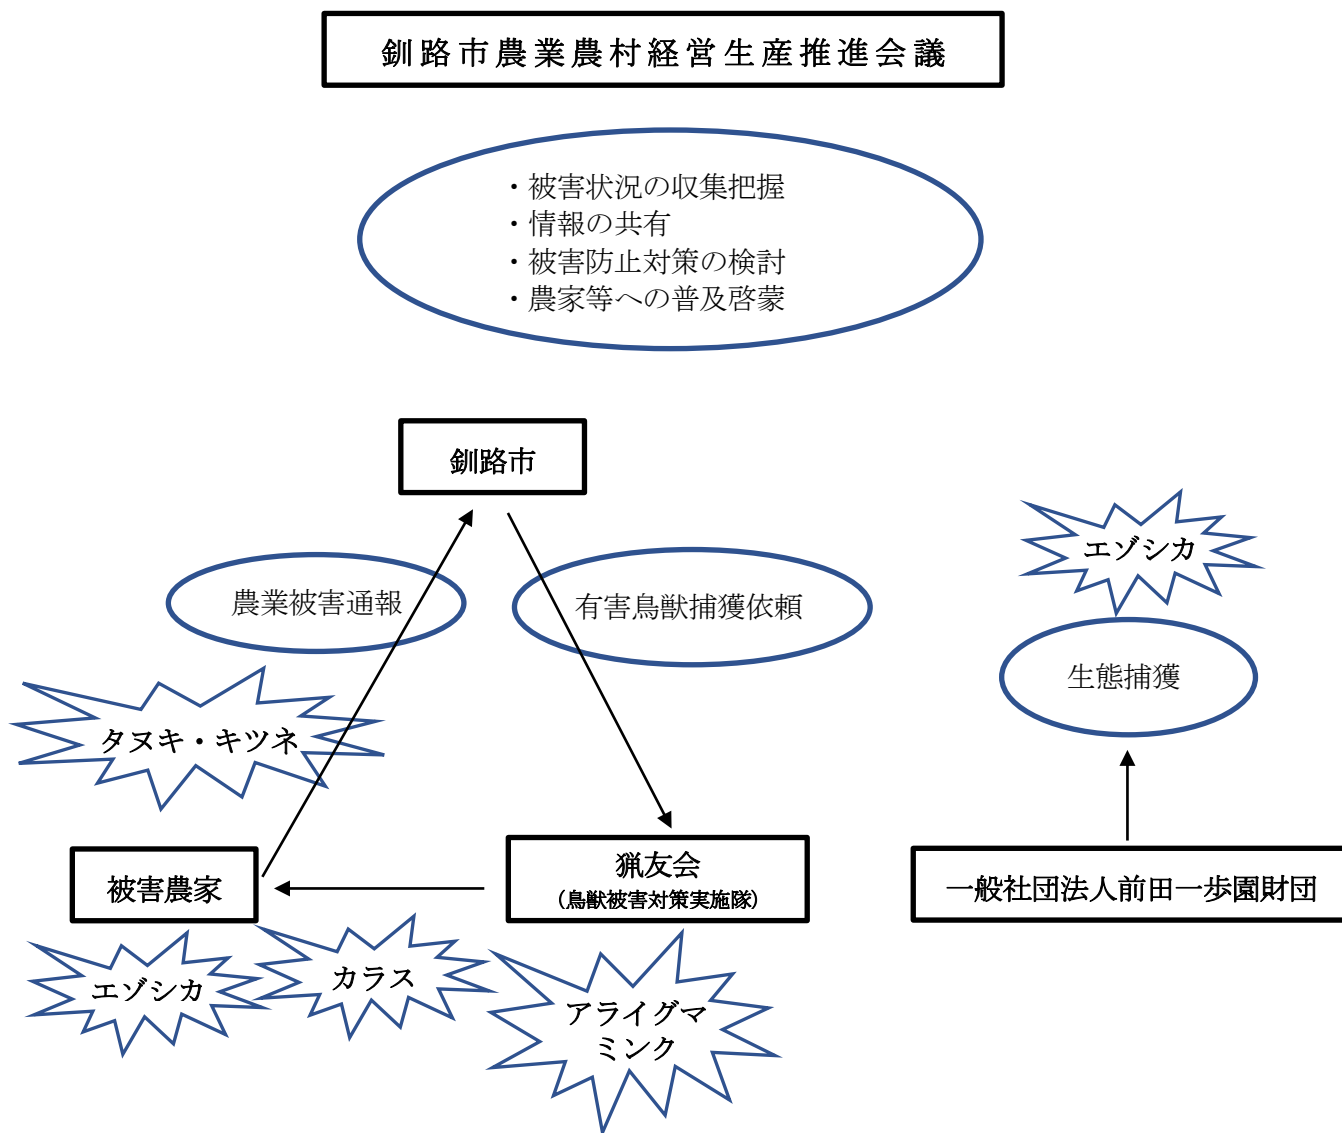 釧路市農業農村経営生産推進会議
・被害状況の収集把握
・情報の共有
・被害防止対策の検討
・農家等への普及啓蒙
釧路市
エゾシカ
農業被害通報
有害鳥獣捕獲依頼
生態捕獲
タヌキ・キツネ
被害農家
猟友会
（鳥獣被害対策実施隊）
一般社団法人前田一歩園財団
エゾシカ
カラス
アライグマ
ミンク